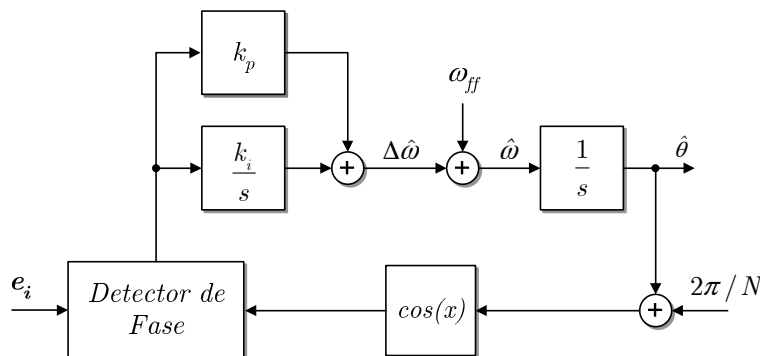 k_p
ω_ff
k_i
s
+
Δω̂
+
ω̂
1
s
θ̂
e_i
Detector de
Fase
cos(x)
+
2π/N